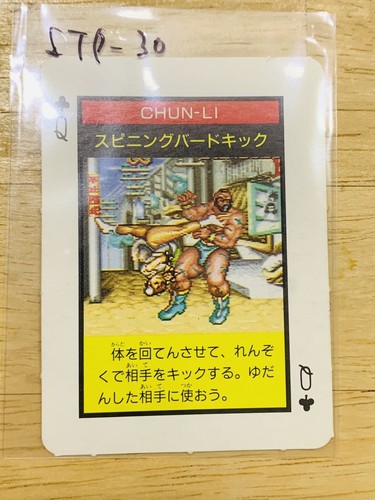 STP-30
Q
CHUN-LI
スピニングバードキック
体を回てんさせて、れんぞ
くで相手をキックする。ゆだ
んした相手に使おう。
Q